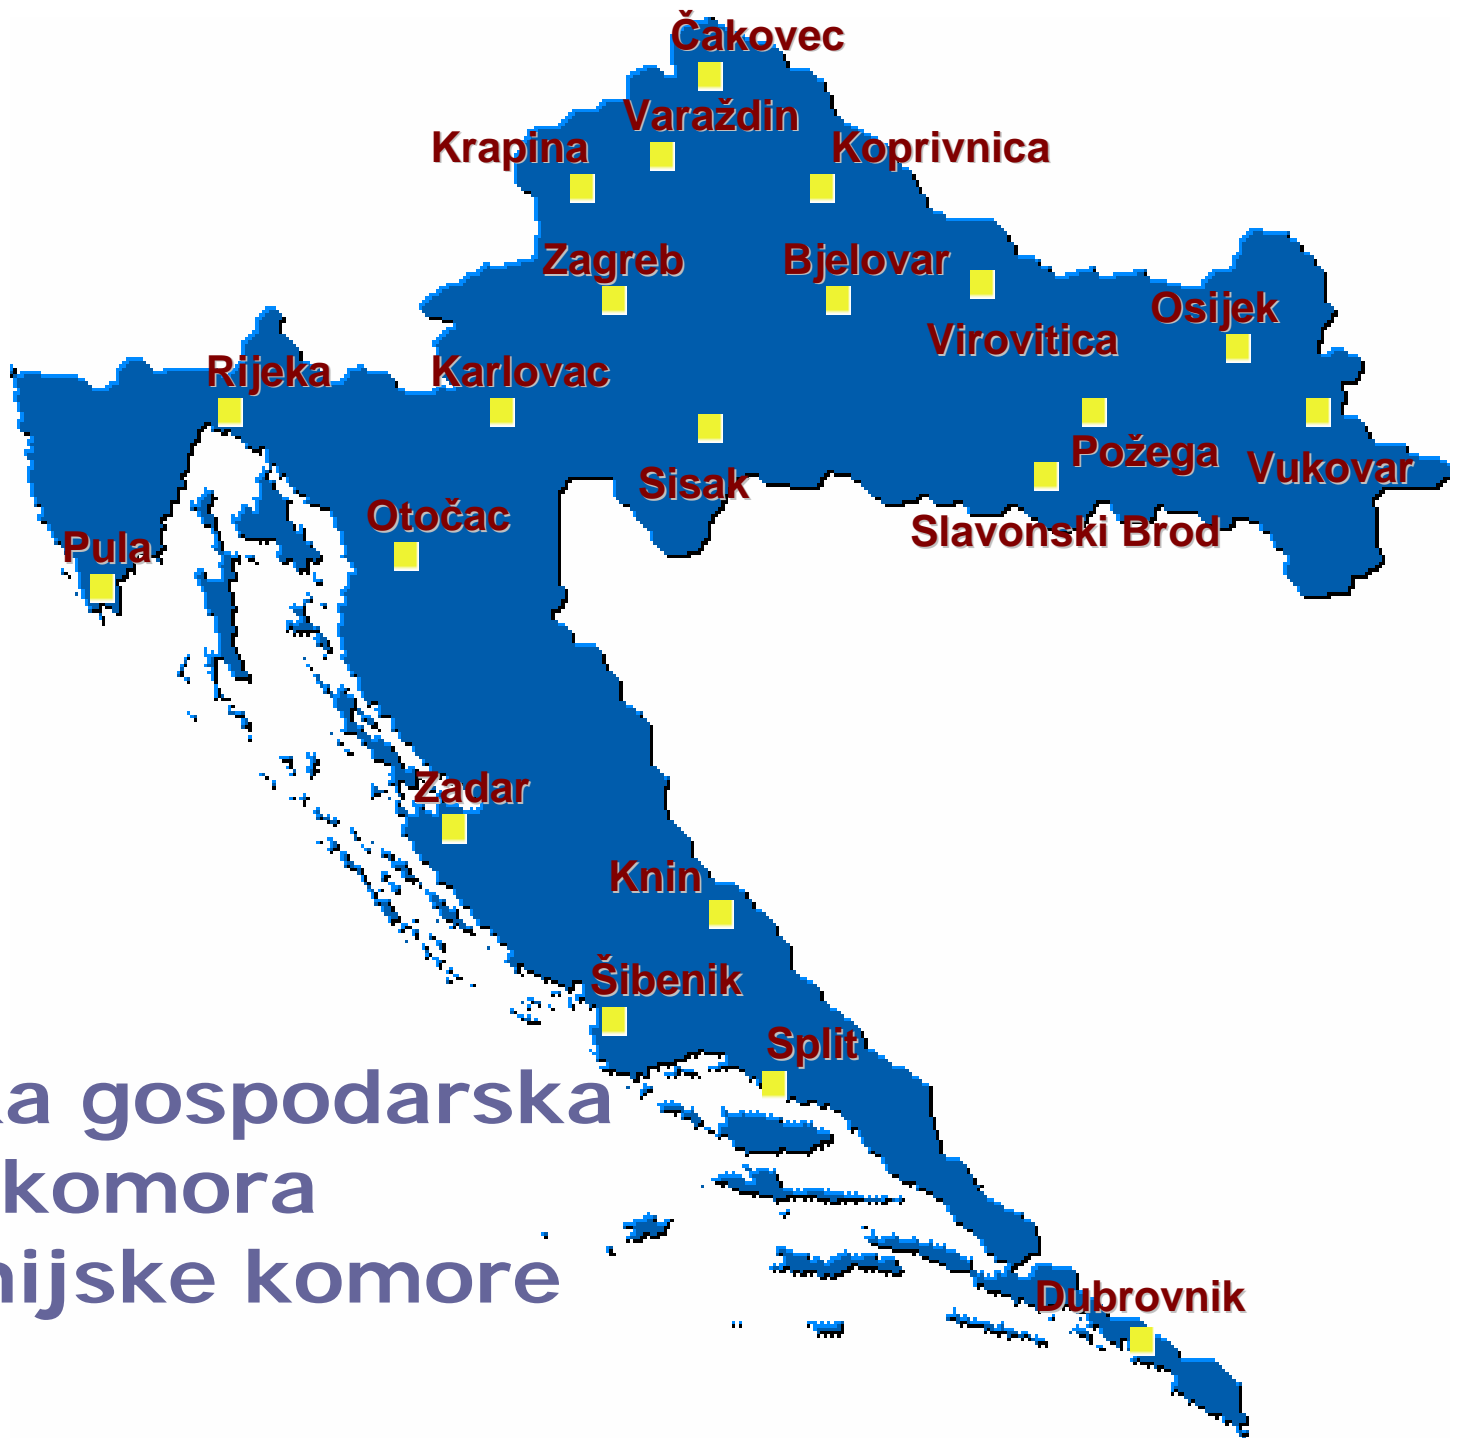 Čakovec
Varaždin
Krapina
Koprivnica
Zagreb
Bjelovar
Osijek
Virovitica
Rijeka
Karlovac
Požega
Vukovar
Sisak
Otočac
Slavonski Brod
Pula
Zadar
Knin
Šibenik
Split
gospodarska
komora
komore
Dubrovnik